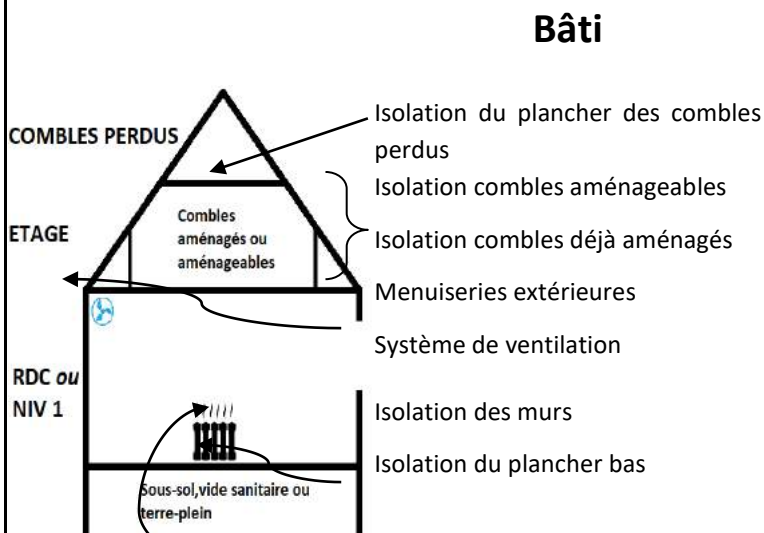 Bâti
COMBLES PERDUS
Isolation du plancher des combles
perdus
Isolation combles aménageables
ETAGE
Combles
aménagés ou
aménageables
Isolation combles déjà aménagés
Menuiseries extérieures
Système de ventilation
RDC ou
NIV 1
Isolation des murs
Isolation du plancher bas
Sous-sol,vide sanitaire ou
terre-plein